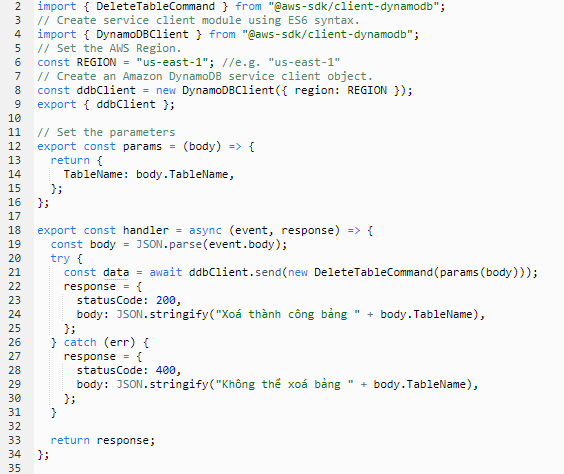 2 import { DeleteTableCommand } from "@aws-sdk/client-dynamodb";
3 // Create service client module using ES6 syntax.
4 import { DynamoDBClient } from "@aws-sdk/client-dynamodb";
5 // Set the AWS Region.
6 const REGION = "us-east-1"; //e.g. "us-east-1"
7 // Create an Amazon DynamoDB service client object.
8 const ddbClient = new DynamoDBClient({ region: REGION });
9 export { ddbClient };
10
11 // Set the parameters
12 export const params = (body) => {
13   return {
14     TableName: body.TableName,
15   };
16 };
17
18 export const handler = async (event, response) => {
19   const body = JSON.parse(event.body);
20   try {
21     const data = await ddbClient.send(new DeleteTableCommand(params(body)));
22     response = {
23       statusCode: 200,
24       body: JSON.stringify("Xoá thành công bảng " + body.TableName),
25     };
26   } catch (err) {
27     response = {
28       statusCode: 400,
29       body: JSON.stringify("Không thể xoá bảng " + body.TableName),
30     };
31   }
32
33   return response;
34 };
35